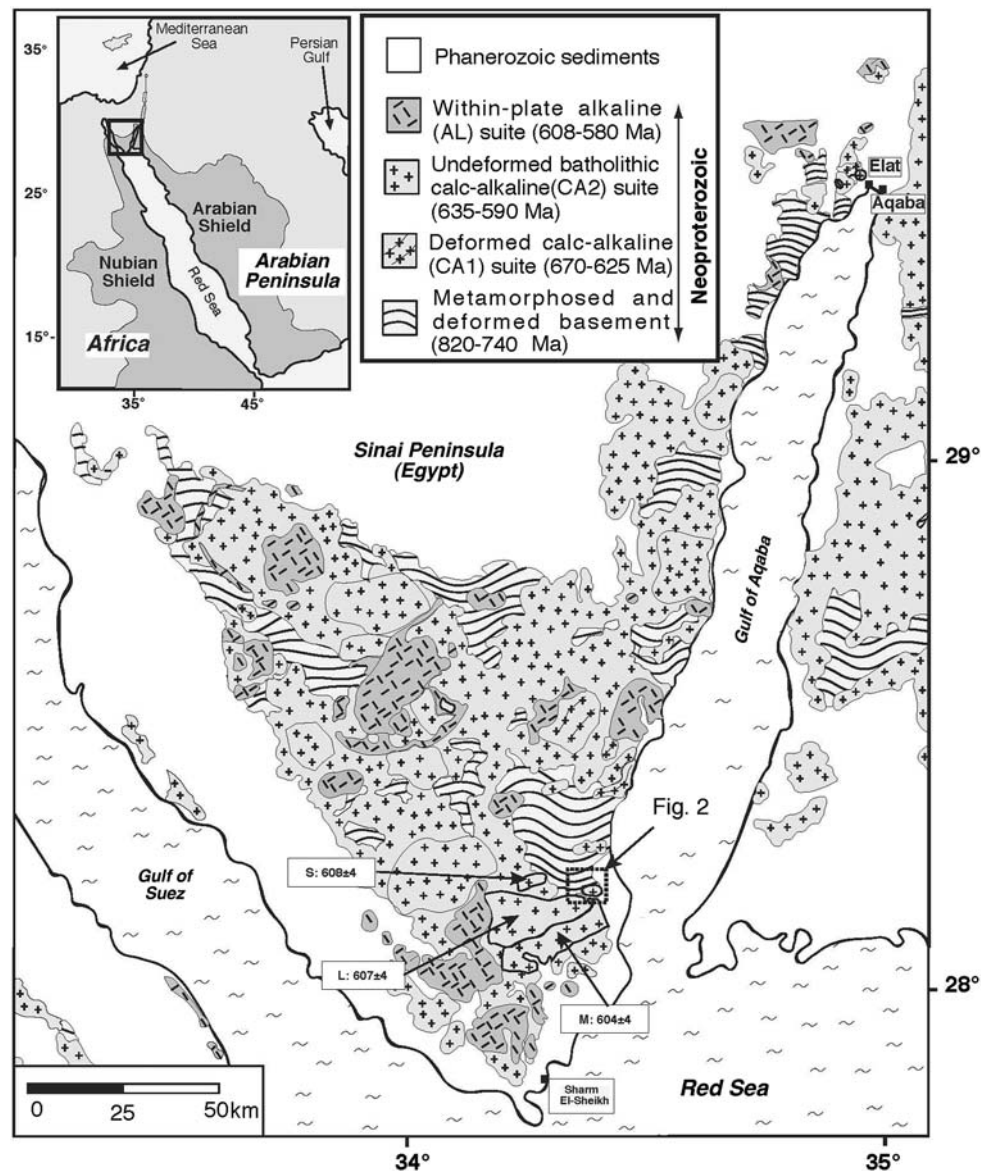 35°
Mediterranean
Sea
Persian
Gulf
25°
Arabian
Shield
Nubian
Shield
Red Sea
Arabian
Peninsula
15°
Africa
35°
45°
Phanerozoic sediments
Within-plate alkaline
(AL) suite (608-580 Ma)
Undeformed batholithic
calc-alkaline(CA2) suite
(635-590 Ma)
Deformed calc-alkaline
(CA1) suite (670-625 Ma)
Metamorphosed and
deformed basement
(820-740 Ma)
Neoproterozoic
Elat
Aqaba
Sinai Peninsula
(Egypt)
29°
Gulf of Aqaba
Fig. 2
Gulf of
Suez
S: 608±4
L: 607±4
M: 604±4
28°
Sharm
El-Sheikh
Red Sea
0 25 50km
34°
35°